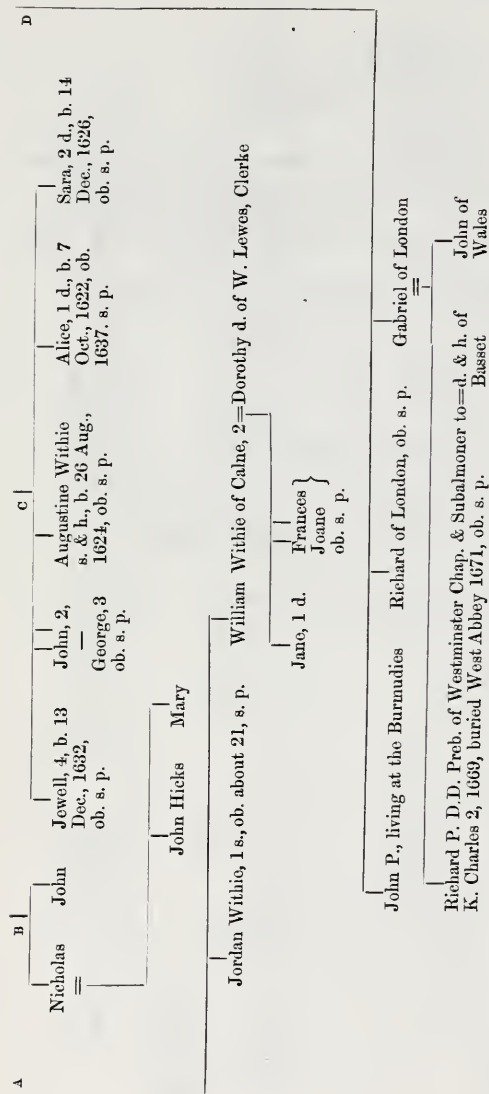 A B C D
Nicholas John
Jewell, 4, b. 13
Dec., 1632,
ob. s. p.
John, 2,
—
George, 3
ob. s. p.
Augustine Withie
s. & h., b. 26 Aug.,
1624, ob. s. p.
Alice, 1 d., b. 7
Oct., 1622, ob.
1637. s. p.
Sara, 2 d., b. 14
Dec., 1626,
ob. s. p.
=
John Hicks Mary
Jordan Withie, 1 s., ob. about 21, s. p. William Withie of Calne, 2=Dorothy d. of W. Lewes, Clerke
Jane, 1 d. Frances
Joane }
ob. s. p.
John P., living at the Burmudies Richard of London, ob. s. p. Gabriel of London
=
Richard P. D.D. Preb. of Westminster Chap. & Subalmoner to=d. & h. of
K. Charles 2, 1669, buried West Abbey 1671, ob. s. p. Basset
John of
Wales